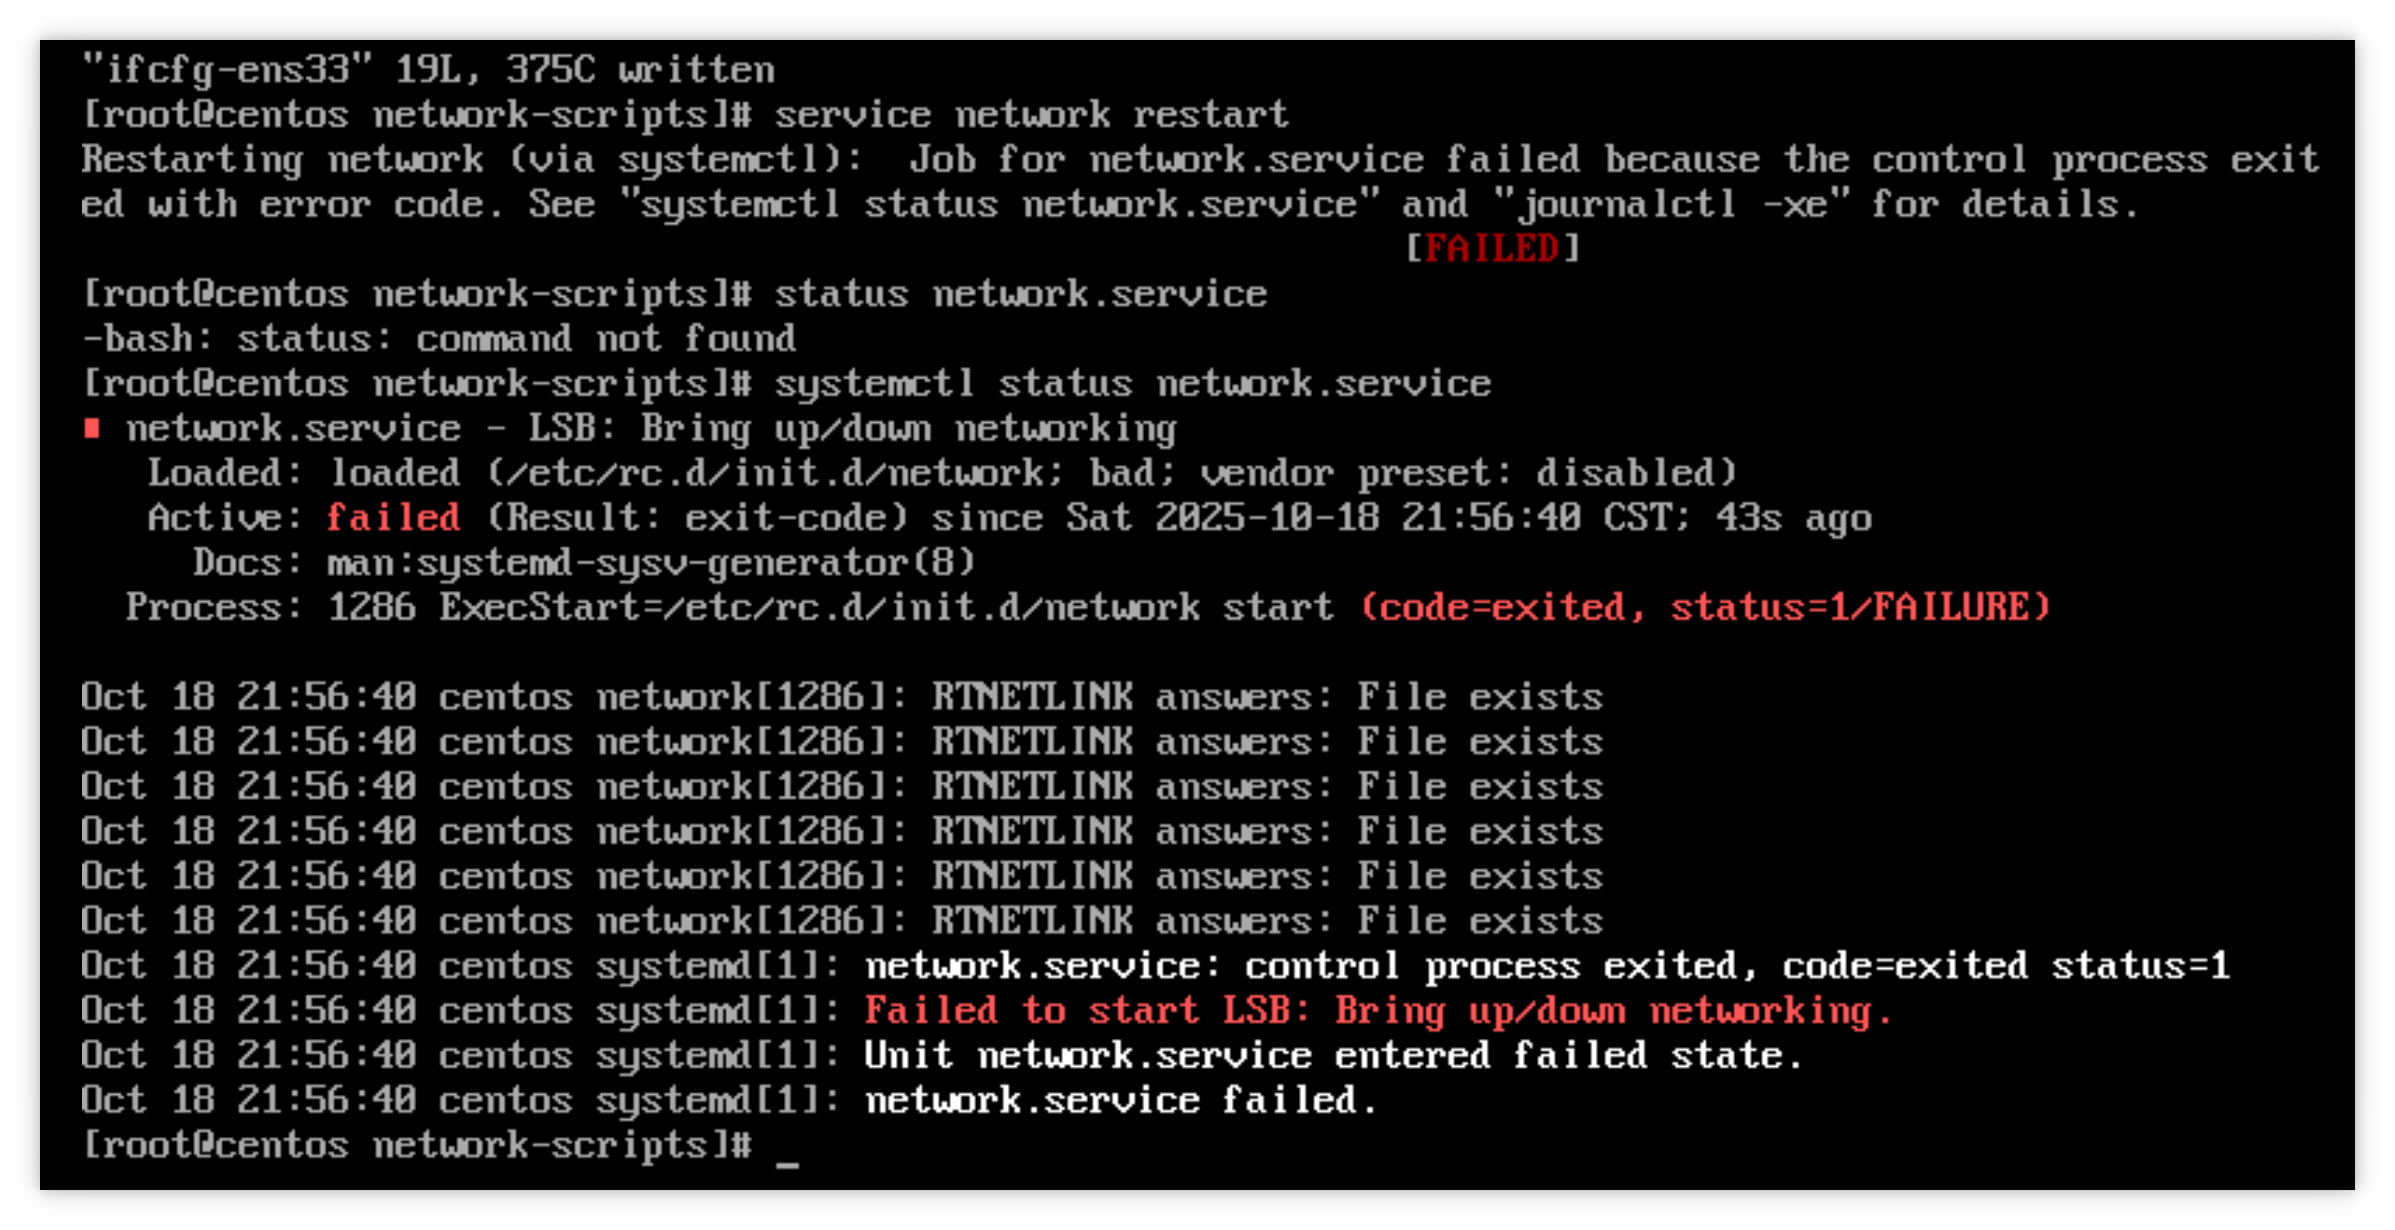 "ifcfg-ens33" 19L, 375C written
[root@centos network-scripts]# service network restart
Restarting network (via systemctl):  Job for network.service failed because the control process exit
ed with error code. See "systemctl status network.service" and "journalctl -xe" for details.
[FAILED]
[root@centos network-scripts]# status network.service
-bash: status: command not found
[root@centos network-scripts]# systemctl status network.service
network.service - LSB: Bring up/down networking
Loaded: loaded (/etc/rc.d/init.d/network; bad; vendor preset: disabled)
Active: failed (Result: exit-code) since Sat 2025-10-18 21:56:40 CST; 43s ago
Docs: man:systemd-sysv-generator(8)
Process: 1286 ExecStart=/etc/rc.d/init.d/network start (code=exited, status=1/FAILURE)
Oct 18 21:56:40 centos network[1286]: RTNETLINK answers: File exists
Oct 18 21:56:40 centos network[1286]: RTNETLINK answers: File exists
Oct 18 21:56:40 centos network[1286]: RTNETLINK answers: File exists
Oct 18 21:56:40 centos network[1286]: RTNETLINK answers: File exists
Oct 18 21:56:40 centos network[1286]: RTNETLINK answers: File exists
Oct 18 21:56:40 centos network[1286]: RTNETLINK answers: File exists
Oct 18 21:56:40 centos systemd[1]: network.service: control process exited, code=exited status=1
Oct 18 21:56:40 centos systemd[1]: Failed to start LSB: Bring up/down networking.
Oct 18 21:56:40 centos systemd[1]: Unit network.service entered failed state.
Oct 18 21:56:40 centos systemd[1]: network.service failed.
[root@centos network-scripts]# _